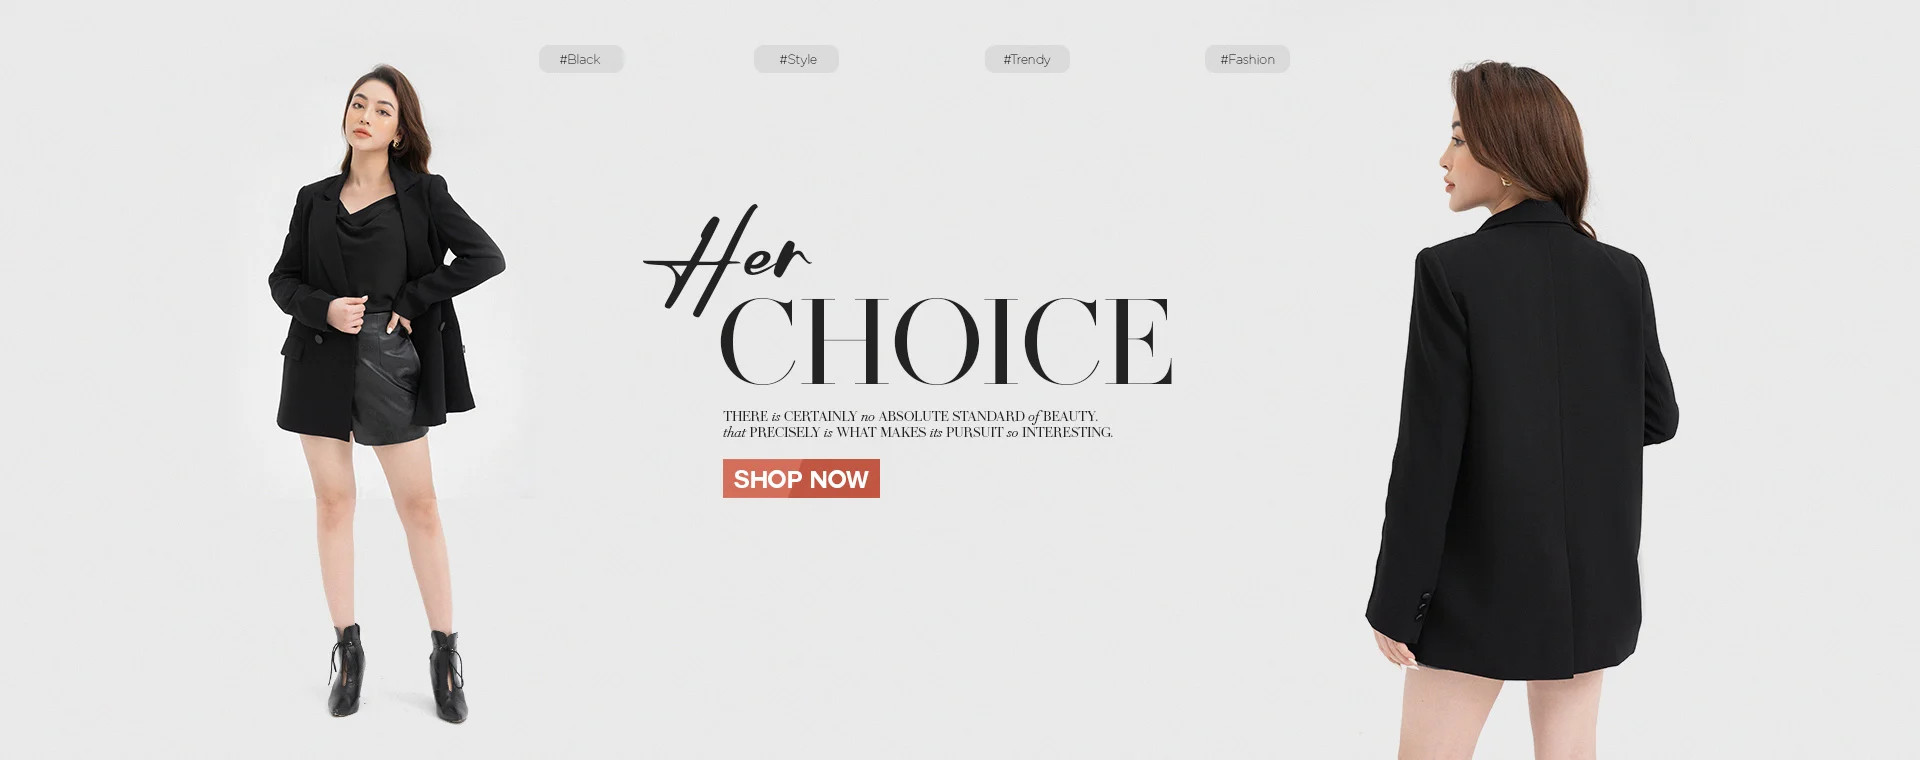 #Black
#Style
#Trendy
#Fashion
Her
CHOICE
THERE is CERTAINLY no ABSOLUTE STANDARD of BEAUTY.
that PRECISELY is WHAT MAKES its PURSUIT so INTERESTING.
SHOP NOW